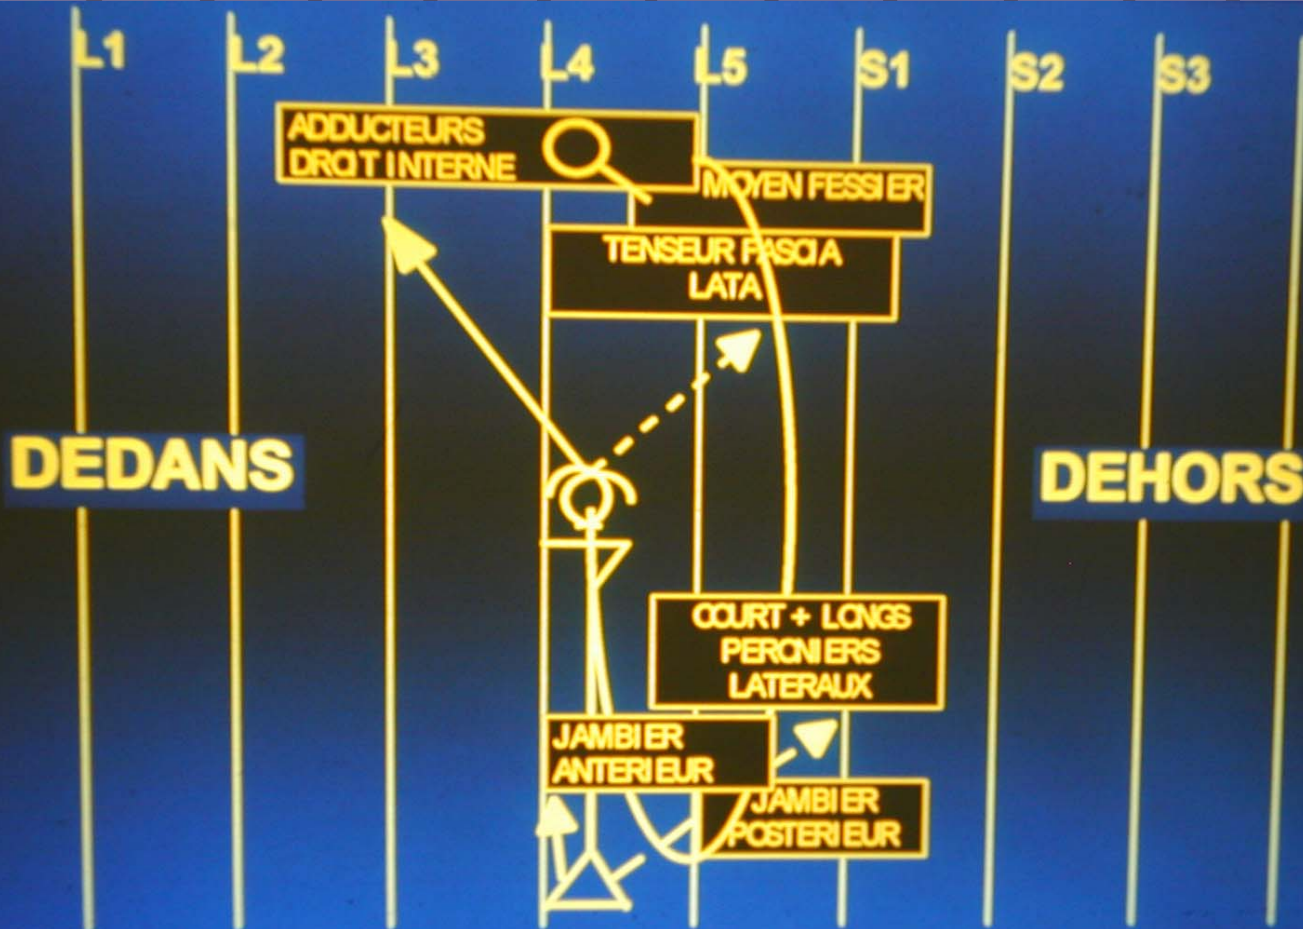 L1 L2 L3 L4 L5 S1 S2 S3
ADDUCTEURS
DROIT INTERNE
MOYEN FESSIER
TENSEUR FASCIA
LATA
DEDANS
DEHORS
COURT + LONGS
PERONIERS
LATERAUX
JAMBIER
ANTERIEUR
JAMBIER
POSTERIEUR